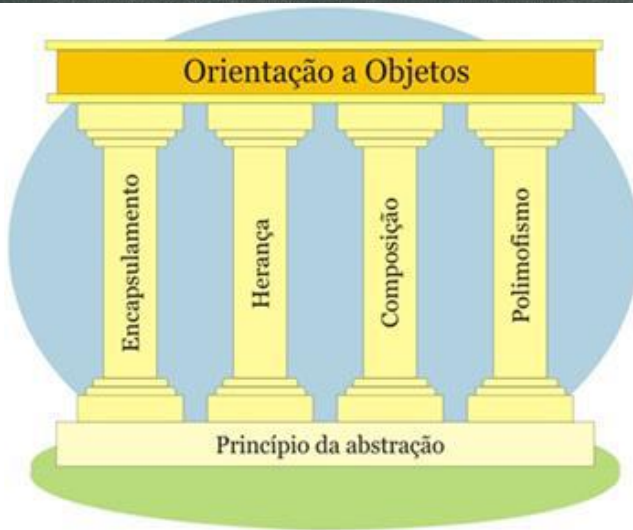 Orientação a Objetos
Encapsulamento
Herança
Composição
Polimofismo
Princípio da abstração